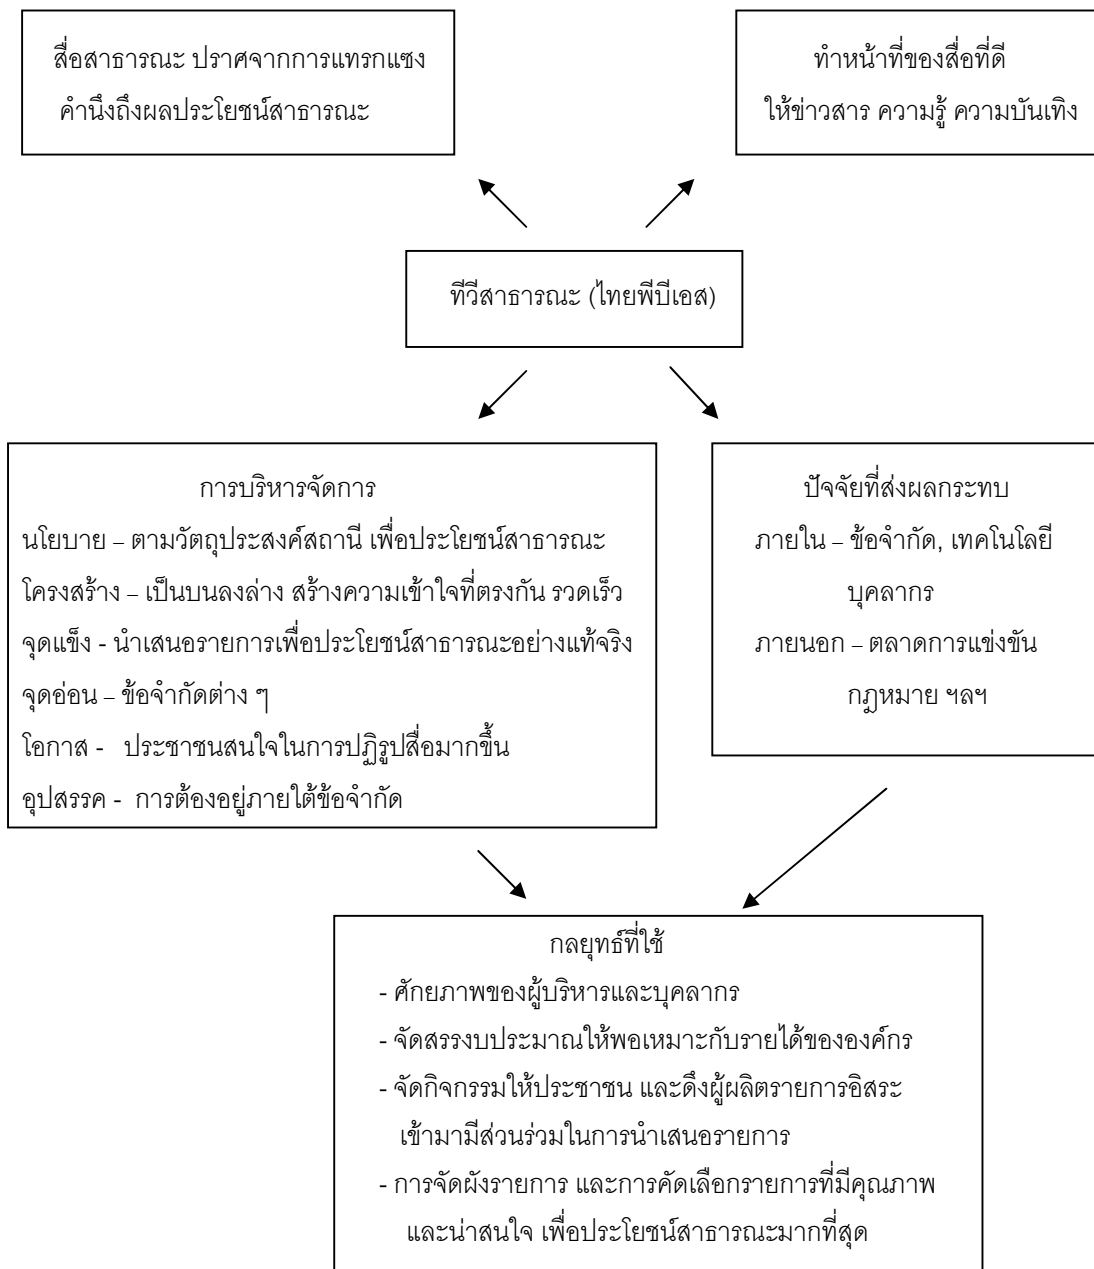 สื่อสาธารณะ ปราศจากการแทรกแซง
คำนึงถึงผลประโยชน์สาธารณะ
ทำหน้าที่ของสื่อที่ดี
ให้ข่าวสาร ความรู้ ความบันเทิง
ทีวีสาธารณะ (ไทยพีบีเอส)
การบริหารจัดการ
นโยบาย – ตามวัตถุประสงค์สถานี เพื่อประโยชน์สาธารณะ
โครงสร้าง – เป็นบนลงล่าง สร้างความเข้าใจที่ตรงกัน รวดเร็ว
จุดแข็ง - นำเสนอรายการเพื่อประโยชน์สาธารณะอย่างแท้จริง
จุดอ่อน – ข้อจำกัดต่าง ๆ
โอกาส - ประชาชนสนใจในการปฏิรูปสื่อมากขึ้น
อุปสรรค - การต้องอยู่ภายใต้ข้อจำกัด
ปัจจัยที่ส่งผลกระทบ
ภายใน – ข้อจำกัด, เทคโนโลยี
บุคลากร
ภายนอก – ตลาดการแข่งขัน
กฎหมาย ฯลฯ
กลยุทธ์ที่ใช้
- ศักยภาพของผู้บริหารและบุคลากร
- จัดสรรงบประมาณให้พอเหมาะกับรายได้ขององค์กร
- จัดกิจกรรมให้ประชาชน และดึงผู้ผลิตรายการอิสระ
เข้ามามีส่วนร่วมในการนำเสนอรายการ
- การจัดผังรายการ และการคัดเลือกรายการที่มีคุณภาพ
และน่าสนใจ เพื่อประโยชน์สาธารณะมากที่สุด